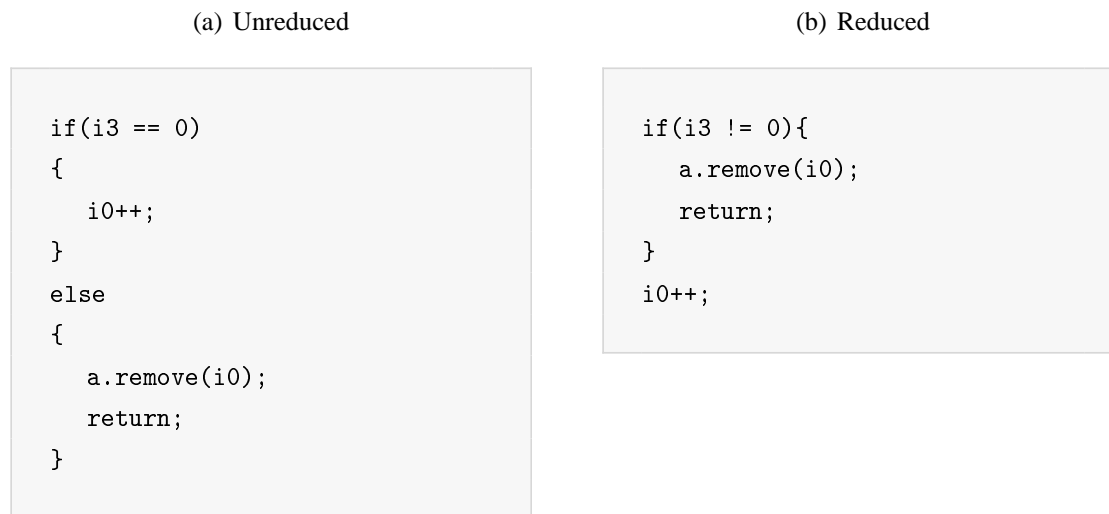 (a) Unreduced
if(i3 == 0)
{
i0++;
}
else
{
a.remove(i0);
return;
}
(b) Reduced
if(i3 != 0){
a.remove(i0);
return;
}
i0++;